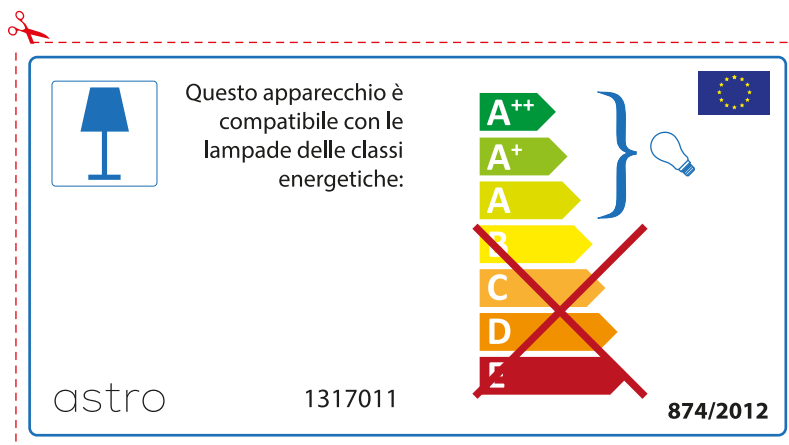 Questo apparecchio è
compatibile con le
lampade delle classi
energetiche:
A++
A+
A
B
C
D
E
astro
1317011
874/2012